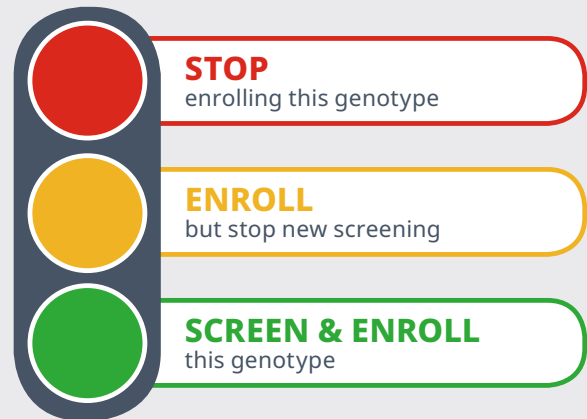 STOP
enrolling this genotype
ENROLL
but stop new screening
SCREEN & ENROLL
this genotype